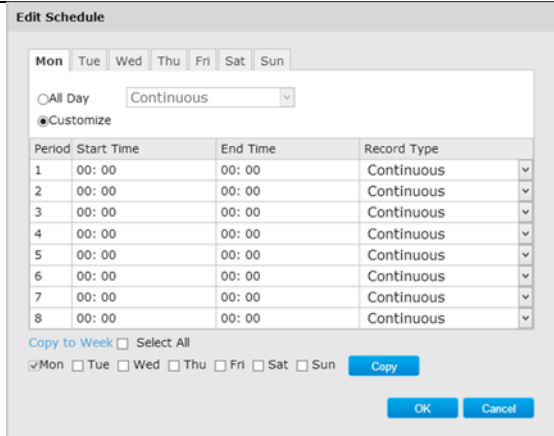 Edit Schedule
Mon Tue Wed Thu Fri Sat Sun
All Day Continuous
Customize
Period Start Time End Time Record Type
1 00: 00 00: 00 Continuous
2 00: 00 00: 00 Continuous
3 00: 00 00: 00 Continuous
4 00: 00 00: 00 Continuous
5 00: 00 00: 00 Continuous
6 00: 00 00: 00 Continuous
7 00: 00 00: 00 Continuous
8 00: 00 00: 00 Continuous
Copy to Week Select All
Mon Tue Wed Thu Fri Sat Sun Copy
OK Cancel